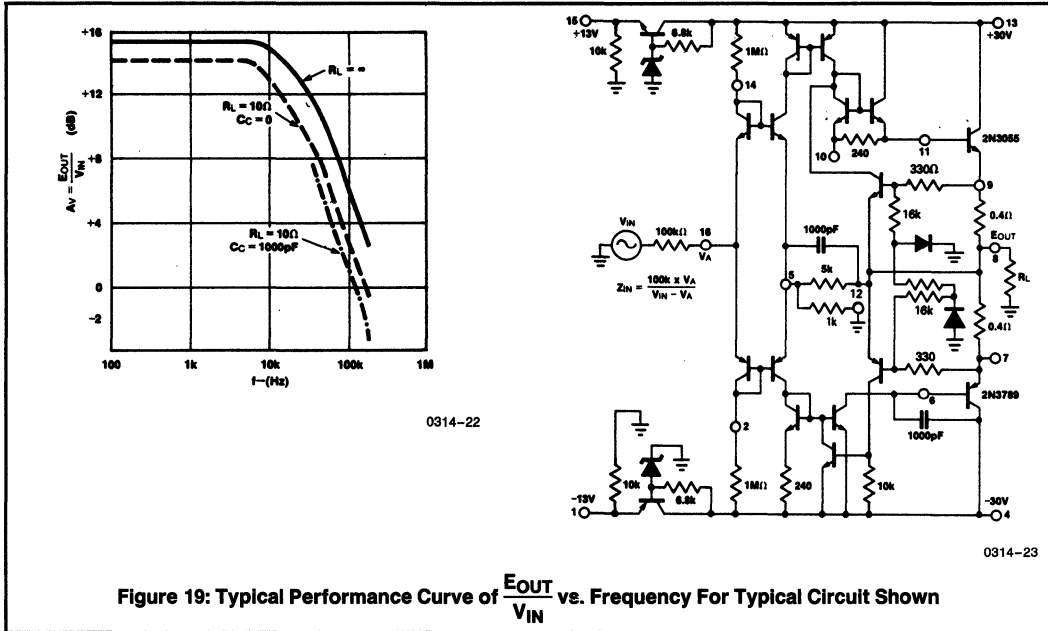 +16
+12
+8
+4
0
-2
AV = EOUT / VIN (dB)
RL = ∞
RL = 10Ω
CC = 0
RL = 10Ω
CC = 1000pF
100
1k
10k
100k
1M
f—(Hz)
0314-22
15
+13V
10k
6.8k
1MΩ
14
13
+30V
10
240
11
2N3055
330Ω
9
16k
0.4Ω
EOUT
8
RL
VIN
100kΩ
16
VA
1000pF
5
5k
12
1k
ZIN = 100k x VA / VIN - VA
16k
0.4Ω
330
7
2N3789
6
1000pF
2
10k
6.8k
1MΩ
240
10k
-13V
1
-30V
4
0314-23
Figure 19: Typical Performance Curve of EOUT / VIN vs. Frequency For Typical Circuit Shown